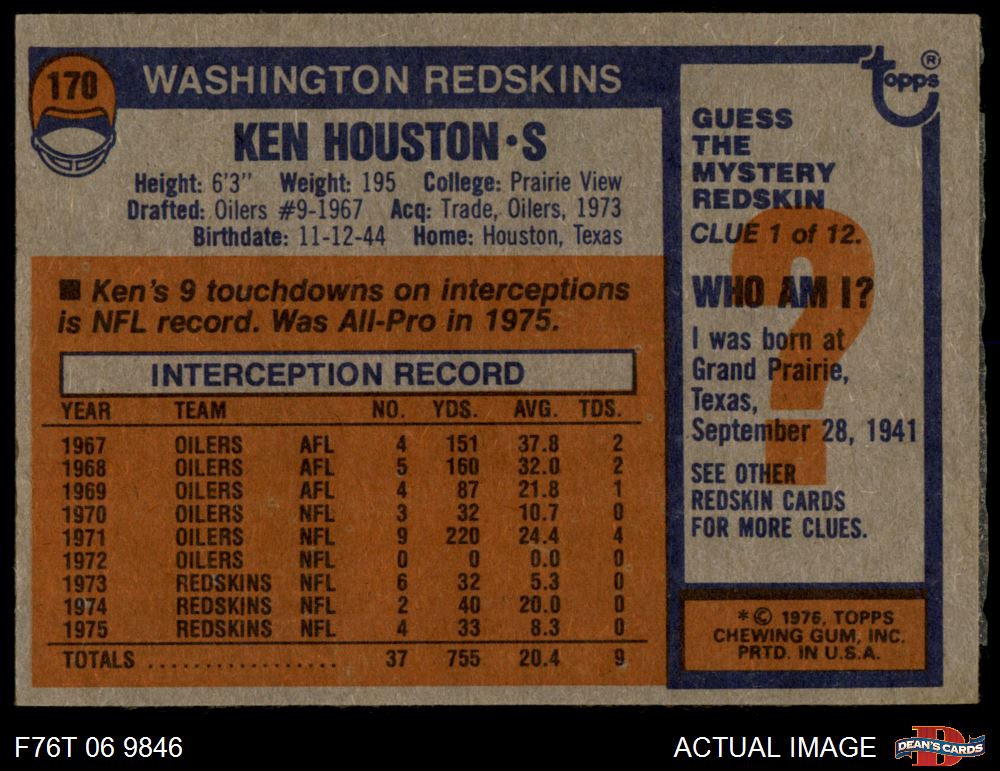 170
WASHINGTON REDSKINS
KEN HOUSTON • S
Height: 6'3" Weight: 195 College: Prairie View
Drafted: Oilers #9-1967 Acq: Trade, Oilers, 1973
Birthdate: 11-12-44 Home: Houston, Texas
■ Ken's 9 touchdowns on interceptions
is NFL record. Was All-Pro in 1975.
INTERCEPTION RECORD
YEAR TEAM NO. YDS. AVG. TDS.
1967 OILERS AFL 4 151 37.8 2
1968 OILERS AFL 5 160 32.0 2
1969 OILERS AFL 4 87 21.8 1
1970 OILERS NFL 3 32 10.7 0
1971 OILERS NFL 9 220 24.4 4
1972 OILERS NFL 0 0 0.0 0
1973 REDSKINS NFL 6 32 5.3 0
1974 REDSKINS NFL 2 40 20.0 0
1975 REDSKINS NFL 4 33 8.3 0
TOTALS .................. 37 755 20.4 9
Topps ®
GUESS
THE
MYSTERY
REDSKIN
CLUE 1 of 12.
WHO AM I?
I was born at
Grand Prairie,
Texas,
September 28, 1941
SEE OTHER
REDSKIN CARDS
FOR MORE CLUES.
?
* © 1976, TOPPS
CHEWING GUM, INC.
PRTD. IN U.S.A.
F76T 06 9846
ACTUAL IMAGE
D
DEAN'S CARDS